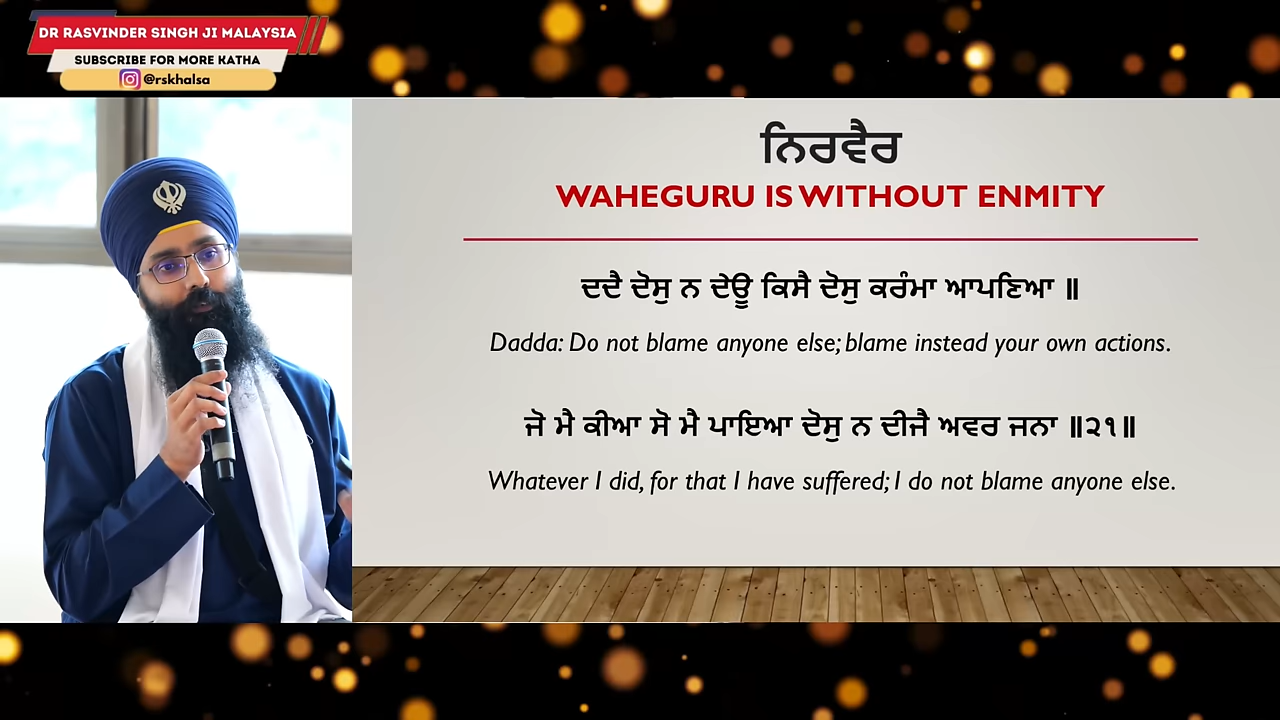 DR RASVINDER SINGH JI MALAYSIA
SUBSCRIBE FOR MORE KATHA
@rskhalsa
ਨਿਰਵੈਰ
WAHEGURU IS WITHOUT ENMITY
ਦਦੈ ਦੋਸੁ ਨ ਦੇਊ ਕਿਸੈ ਦੋਸੁ ਕਰੰਮਾ ਆਪਣਿਆ ॥
Dadda: Do not blame anyone else; blame instead your own actions.
ਜੋ ਮੈ ਕੀਆ ਸੋ ਮੈ ਪਾਇਆ ਦੋਸੁ ਨ ਦੀਜੈ ਅਵਰ ਜਨਾ ॥੨੧॥
Whatever I did, for that I have suffered; I do not blame anyone else.